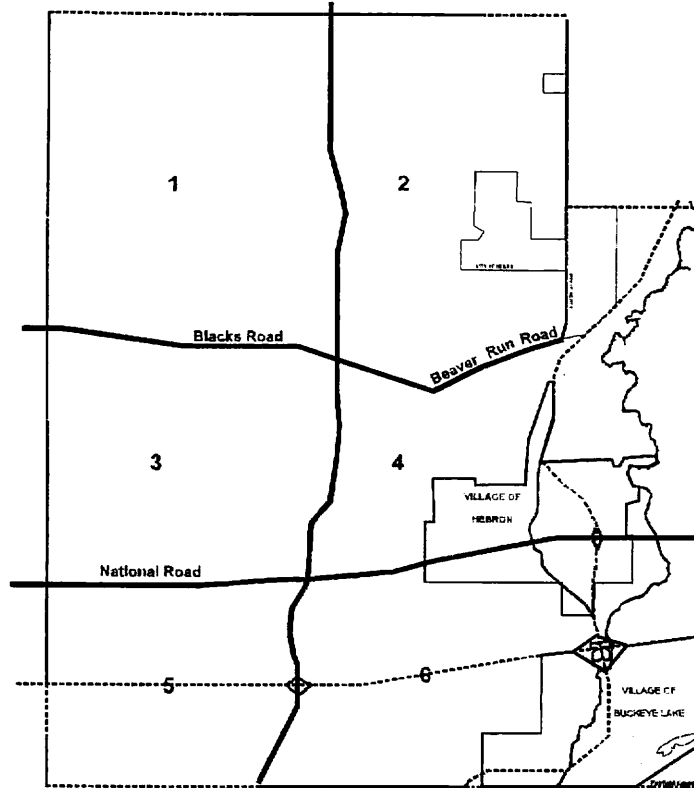 1
2
Blacks Road
Beaver Run Road
3
4
VILLAGE OF
HEBRON
National Road
5
6
VILLAGE OF
BUCKEYE LAKE